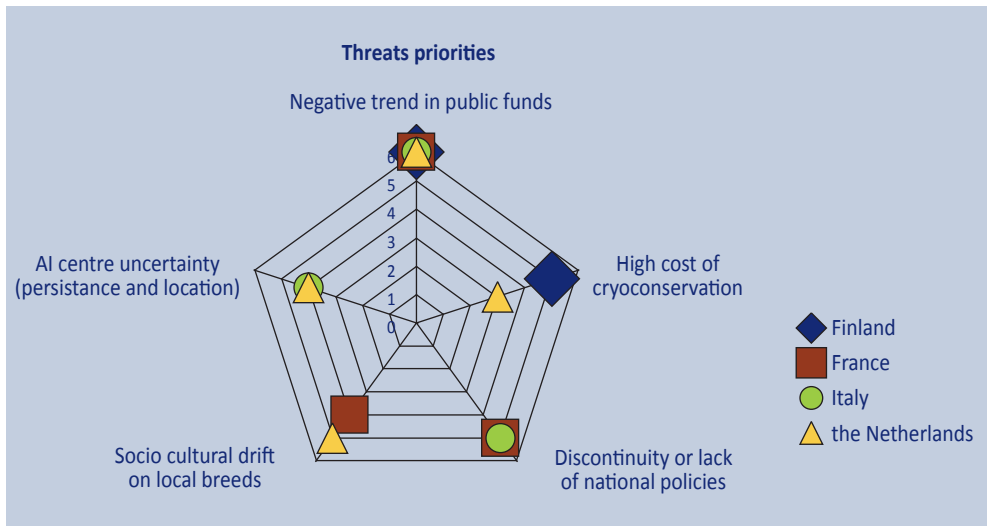 Threats priorities
Negative trend in public funds
6
5
4
3
2
1
0
AI centre uncertainty
(persistance and location)
High cost of
cryoconservation
Finland
France
Italy
the Netherlands
Socio cultural drift
on local breeds
Discontinuity or lack
of national policies